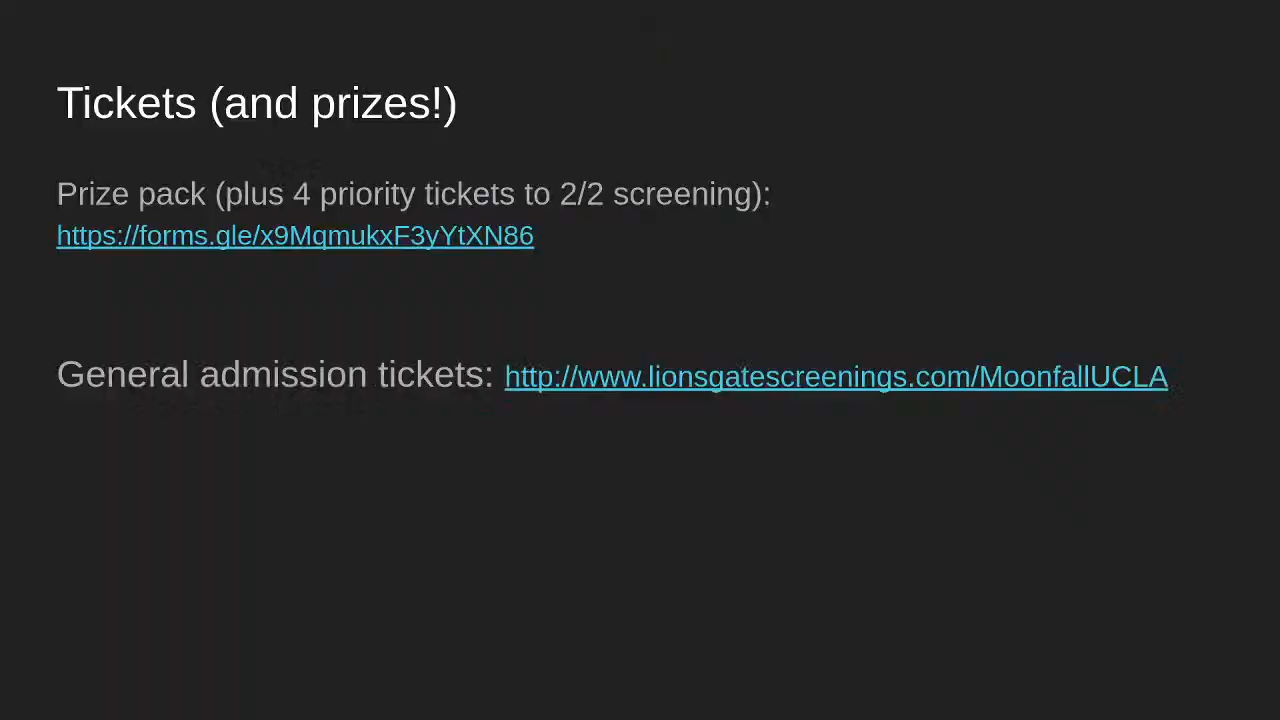 Tickets (and prizes!)
Prize pack (plus 4 priority tickets to 2/2 screening):
https://forms.gle/x9MqmukxF3yYtXN86
General admission tickets: http://www.lionsgatescreenings.com/MoonfallUCLA